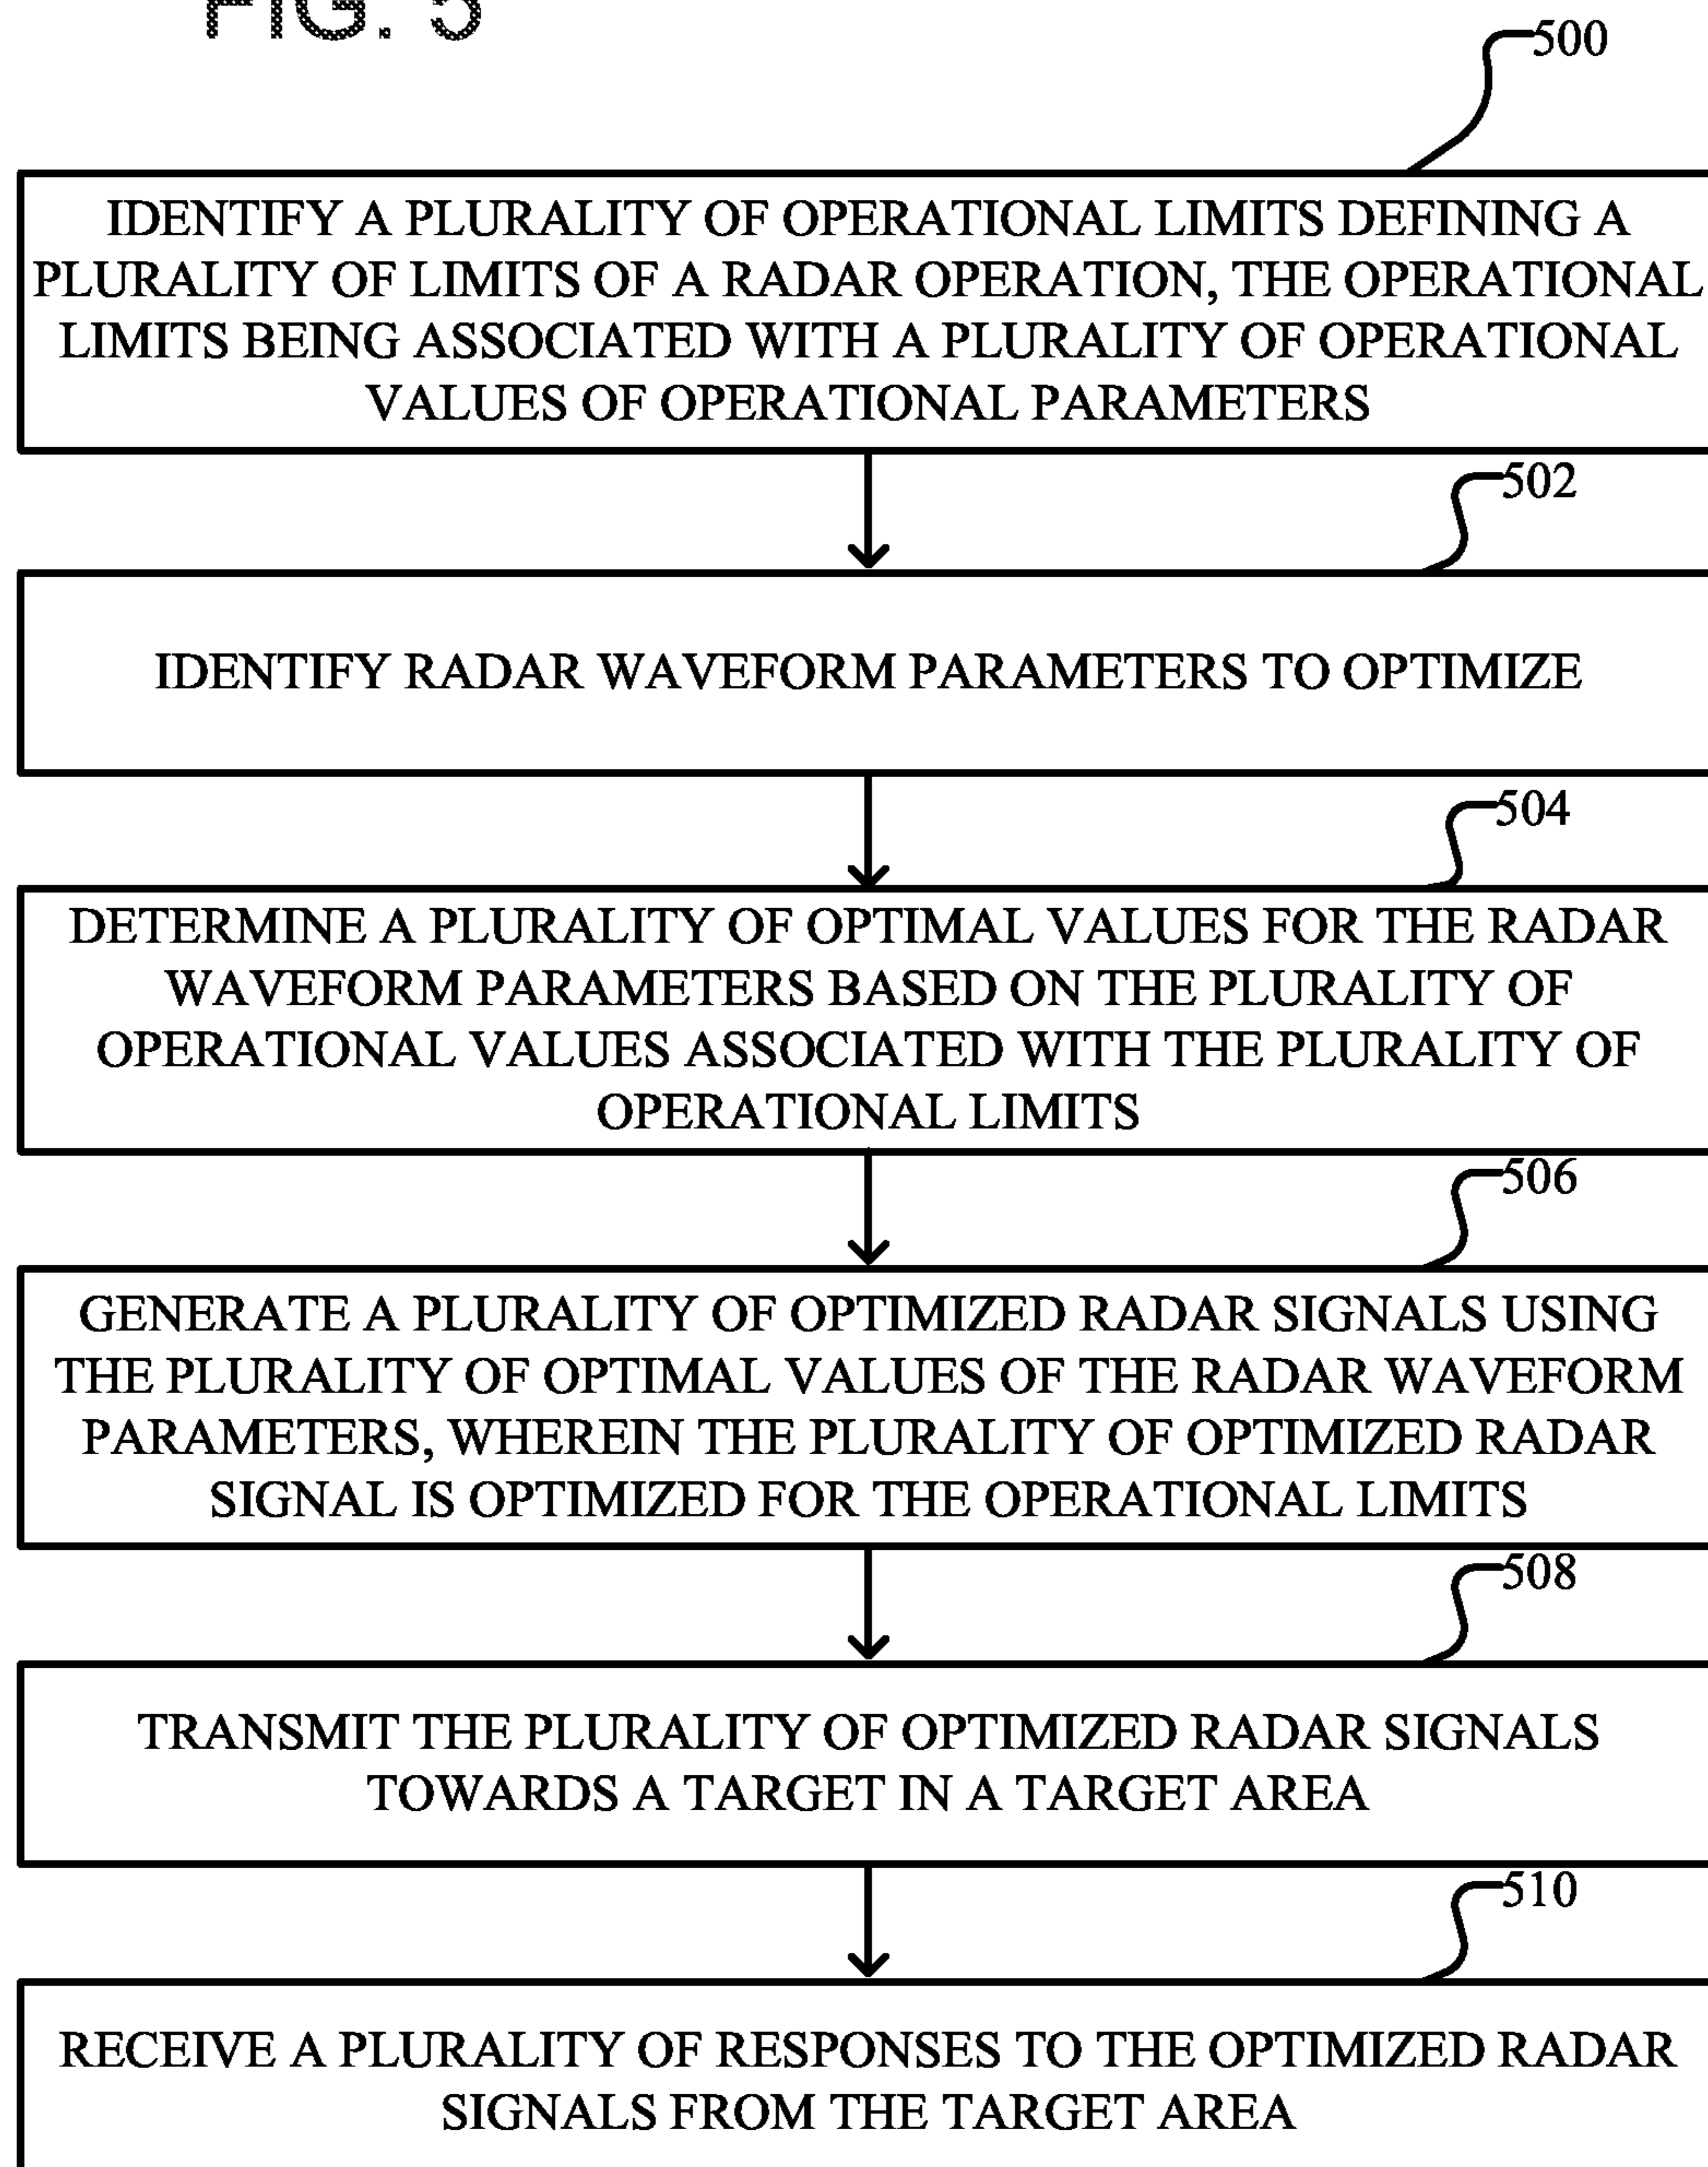 FIG. 5
500
IDENTIFY A PLURALITY OF OPERATIONAL LIMITS DEFINING A
PLURALITY OF LIMITS OF A RADAR OPERATION, THE OPERATIONAL
LIMITS BEING ASSOCIATED WITH A PLURALITY OF OPERATIONAL
VALUES OF OPERATIONAL PARAMETERS
502
IDENTIFY RADAR WAVEFORM PARAMETERS TO OPTIMIZE
504
DETERMINE A PLURALITY OF OPTIMAL VALUES FOR THE RADAR
WAVEFORM PARAMETERS BASED ON THE PLURALITY OF
OPERATIONAL VALUES ASSOCIATED WITH THE PLURALITY OF
OPERATIONAL LIMITS
506
GENERATE A PLURALITY OF OPTIMIZED RADAR SIGNALS USING
THE PLURALITY OF OPTIMAL VALUES OF THE RADAR WAVEFORM
PARAMETERS, WHEREIN THE PLURALITY OF OPTIMIZED RADAR
SIGNAL IS OPTIMIZED FOR THE OPERATIONAL LIMITS
508
TRANSMIT THE PLURALITY OF OPTIMIZED RADAR SIGNALS
TOWARDS A TARGET IN A TARGET AREA
510
RECEIVE A PLURALITY OF RESPONSES TO THE OPTIMIZED RADAR
SIGNALS FROM THE TARGET AREA